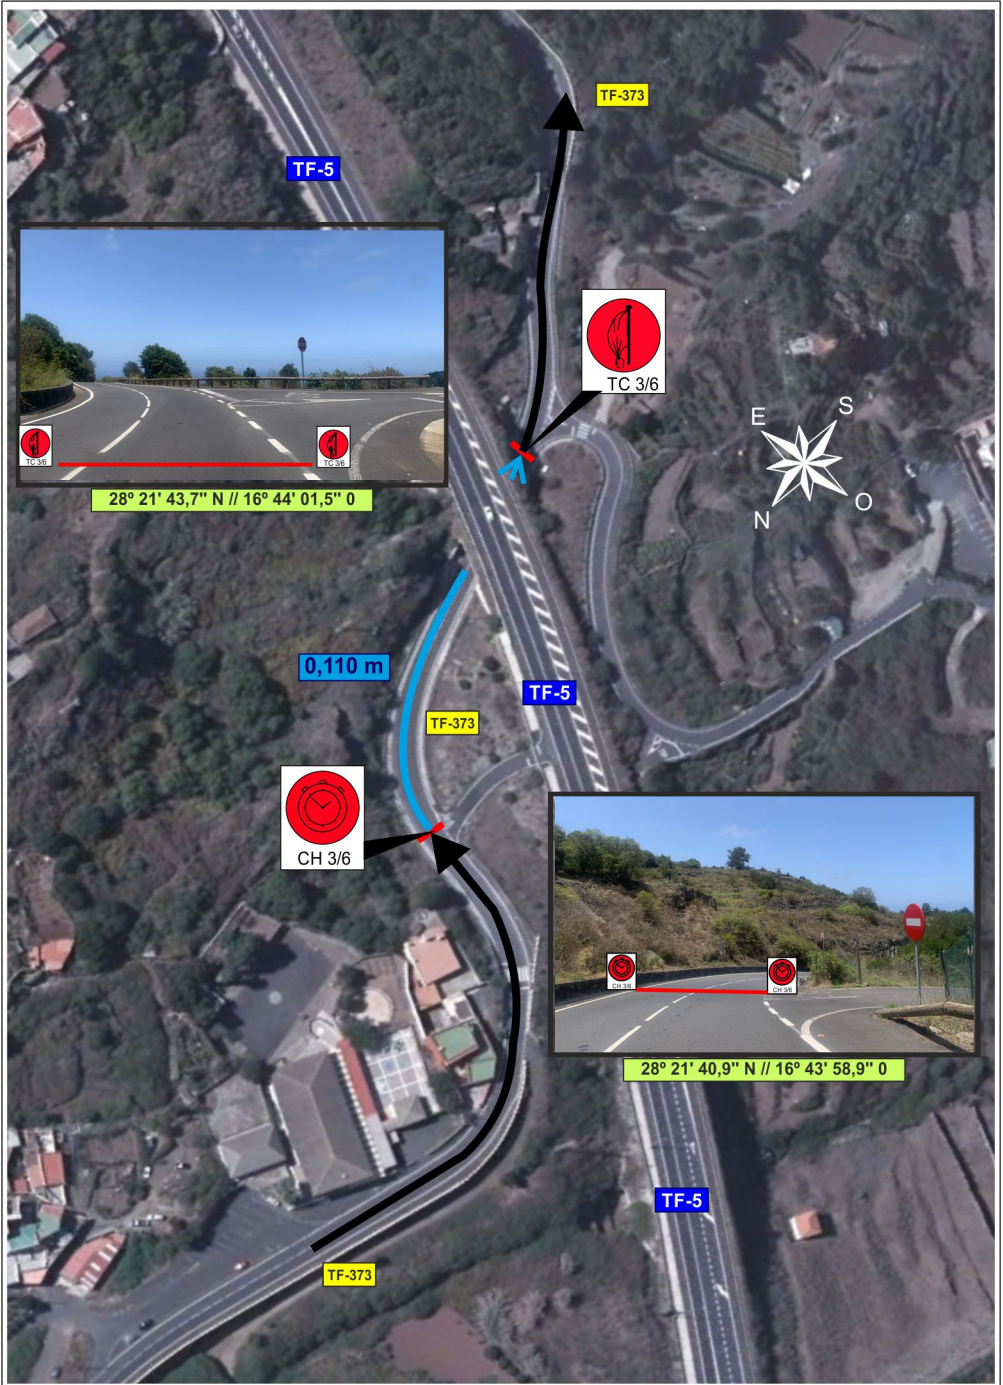 TF-373
TF-5
TC 3/6
TC 3/6
TC 3/6
28º 21' 43,7" N // 16º 44' 01,5" 0
E
S
N
O
0,110 m
TF-5
TF-373
CH 3/6
CH 3/6
CH 3/6
28º 21' 40,9" N // 16º 43' 58,9" 0
TF-5
TF-373